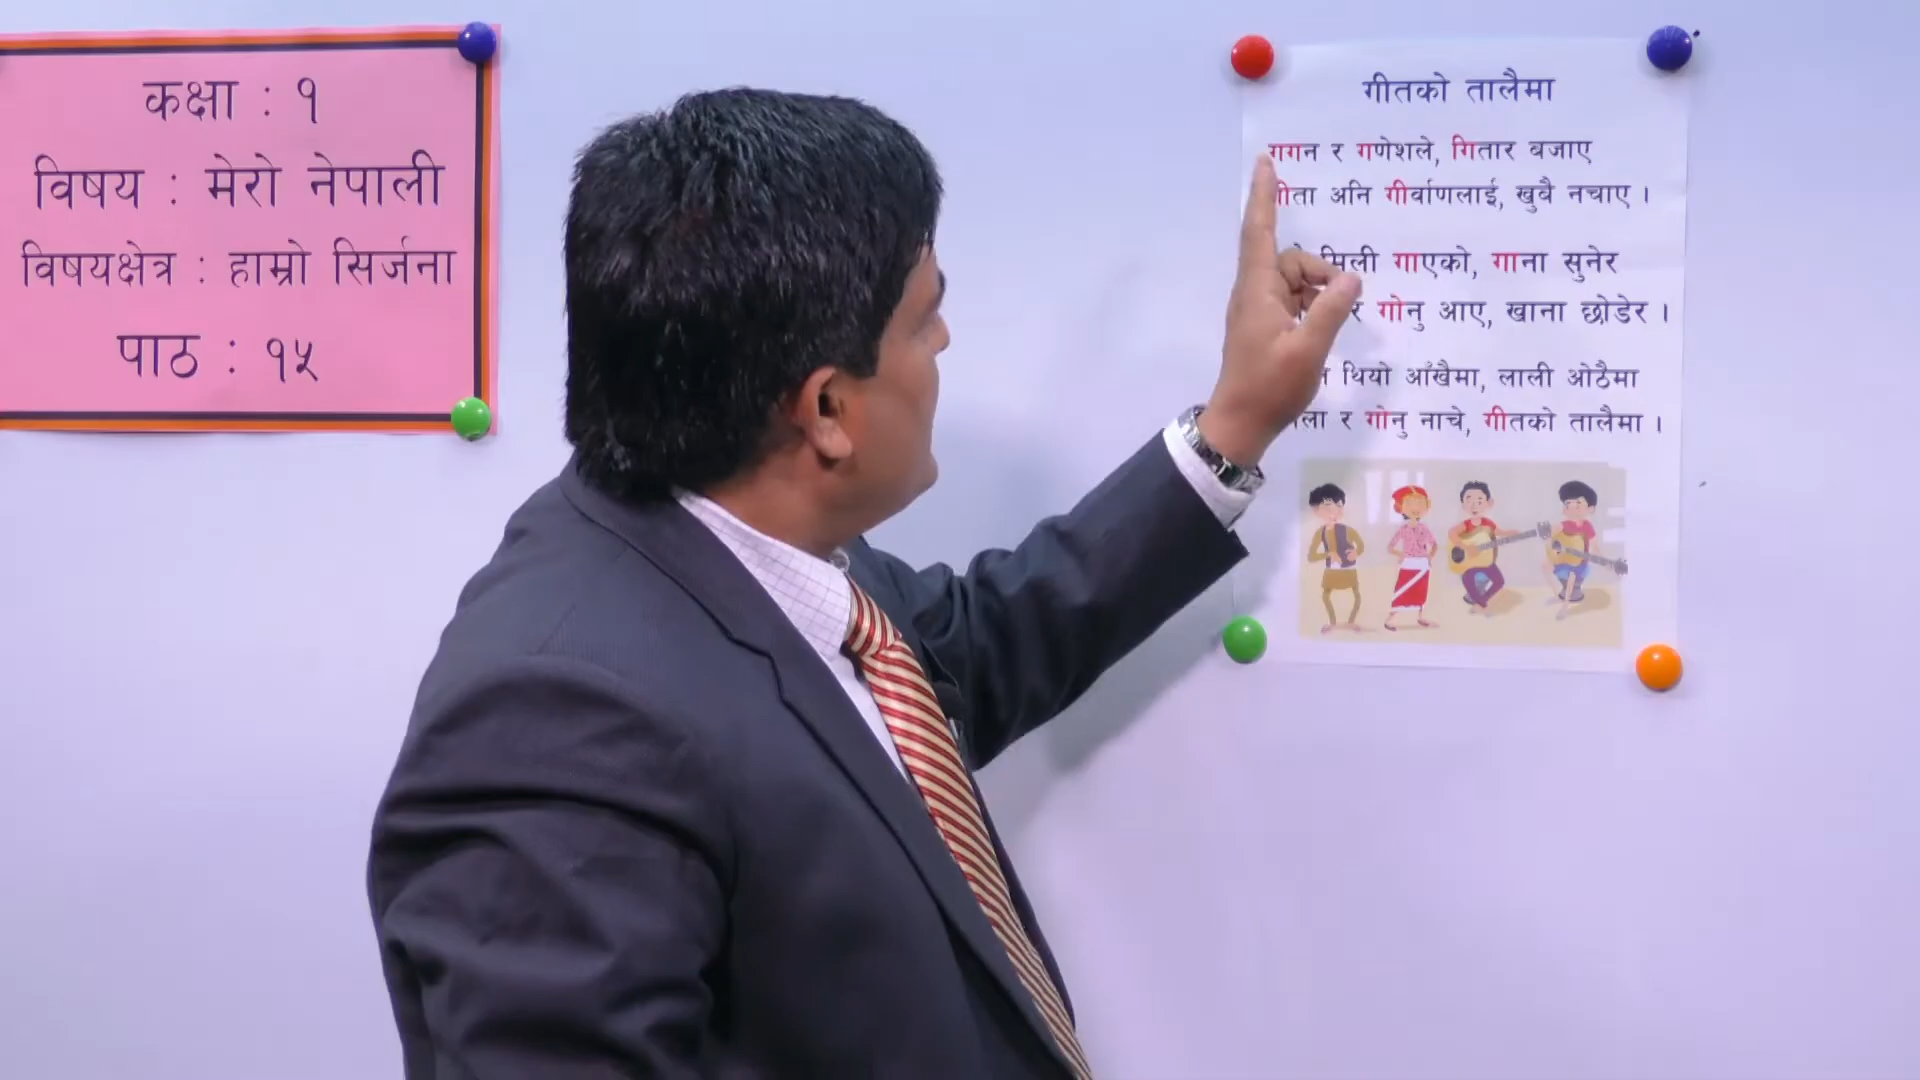 कक्षा : १
विषय : मेरो नेपाली
विषयक्षेत्र : हाम्रो सिर्जना
पाठ : १५
गीतको तालैमा
गगन र गणेशले, गितार बजाए
गीता अनि गीर्वाणलाई, खुबै नचाए ।
मिली गाएको, गाना सुनेर
र गोनु आए, खाना छोडेर ।
थियो आँखैमा, लाली ओठैमा
र गोनु नाचे, गीतको तालैमा ।